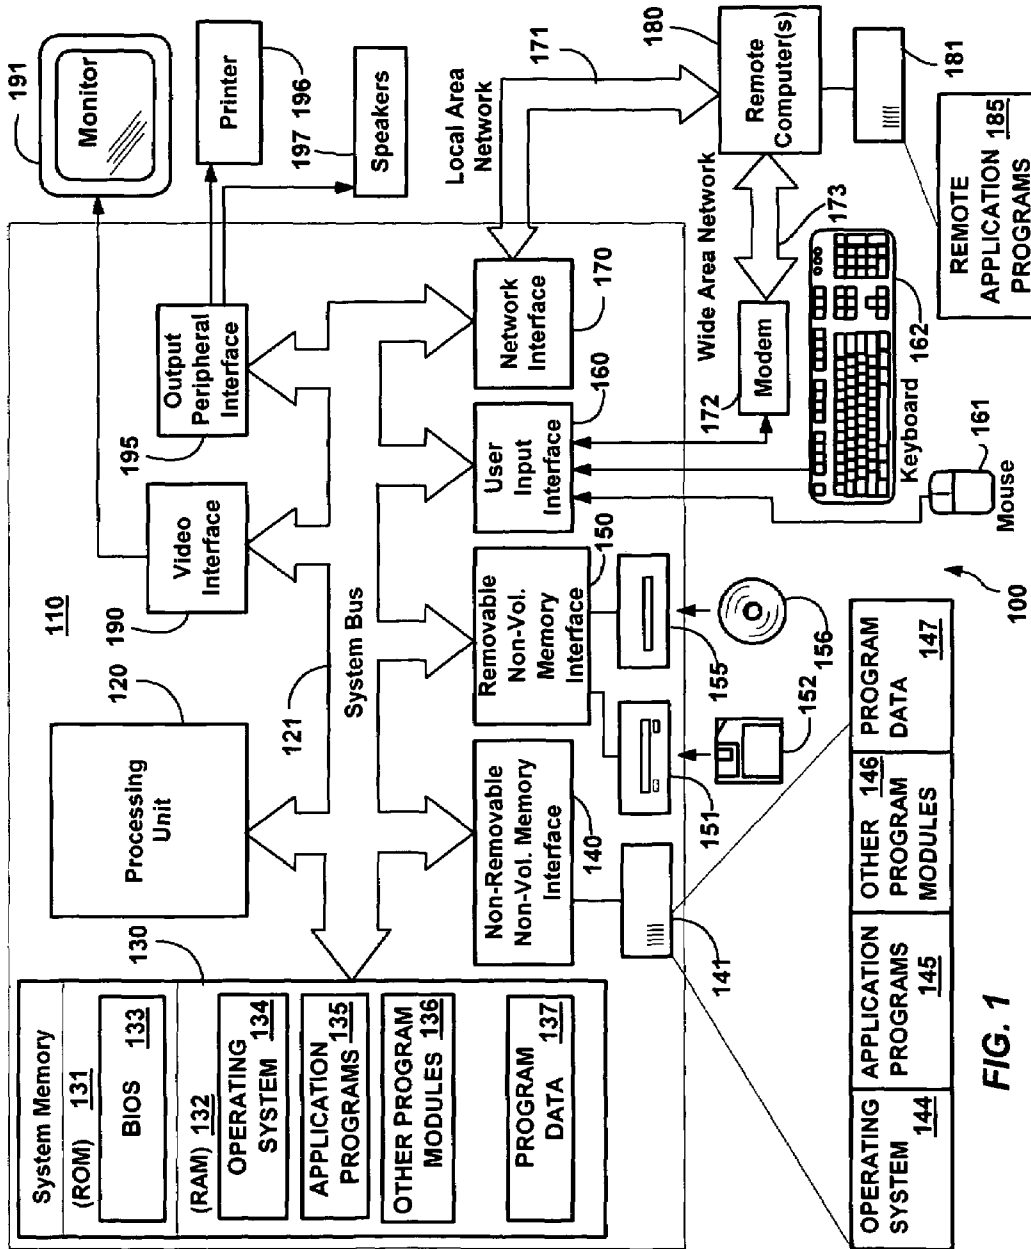 System Memory
(ROM) 131
BIOS
133
(RAM) 132
OPERATING
SYSTEM 134
APPLICATION
PROGRAMS 135
OTHER PROGRAM
MODULES 136
PROGRAM
DATA 137
130
Processing
Unit
120
110
121
System Bus
190
Video
Interface
195
Output
Peripheral
Interface
191
Monitor
Printer
196
197
Speakers
Non-Removable
Non-Vol. Memory
Interface
140
Removable
Non-Vol.
Memory
Interface
150
User
Input
Interface
160
Network
Interface
170
Local Area
Network
171
180
Remote
Computer(s)
181
REMOTE
APPLICATION 185
PROGRAMS
Wide Area Network
173
172
Modem
Keyboard
162
161
Mouse
141
151
152
155
156
OPERATING
SYSTEM
144
APPLICATION
PROGRAMS
145
OTHER 146
PROGRAM
MODULES
PROGRAM
DATA
147
100
FIG. 1